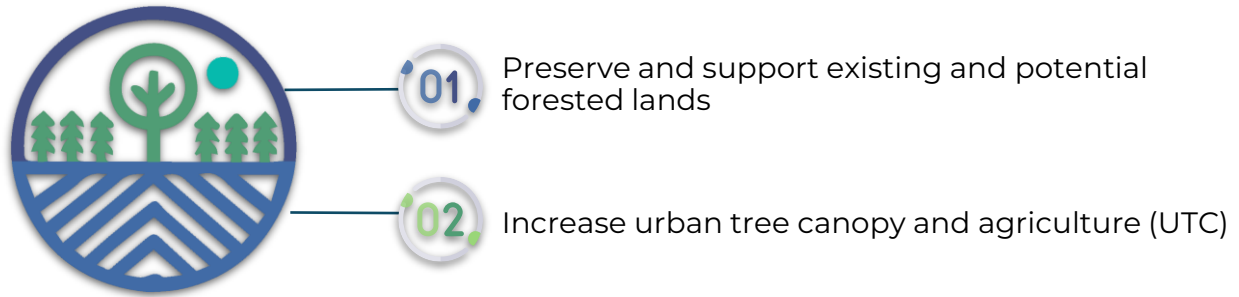 01
Preserve and support existing and potential
forested lands
02
Increase urban tree canopy and agriculture (UTC)